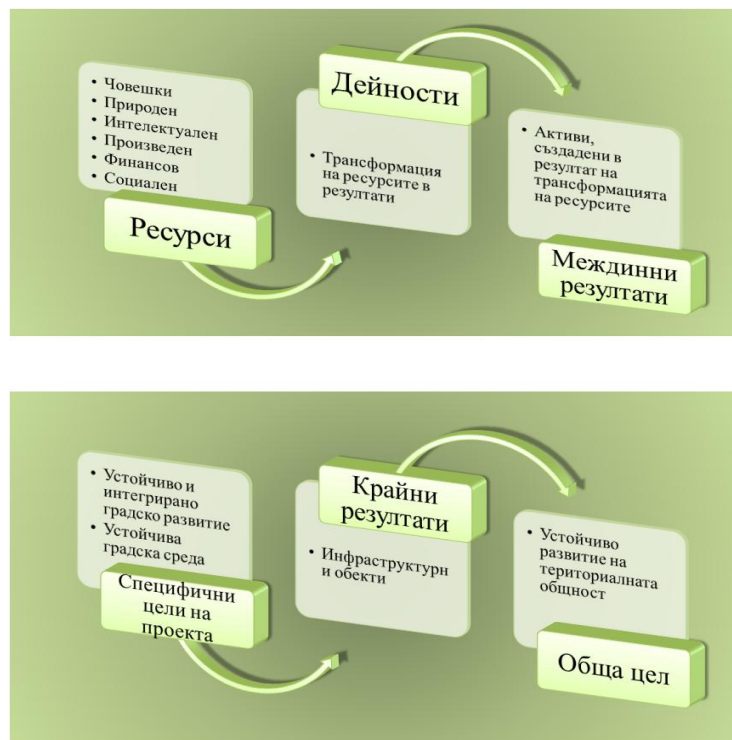 • Човешки
• Природен
• Интелектуален
• Произведен
• Финансов
• Социален
Ресурси
Дейности
• Трансформация
на ресурсите в
резултати
• Активи,
създадени в
резултат на
трансформацията
на ресурсите
Междинни
резултати
• Устойчиво и
интегрирано
градско развитие
• Устойчива
градска среда
Специфични
цели на
проекта
Крайни
резултати
• Инфраструктурн
и обекти
• Устойчиво
развитие на
териториалната
общност
Обща цел